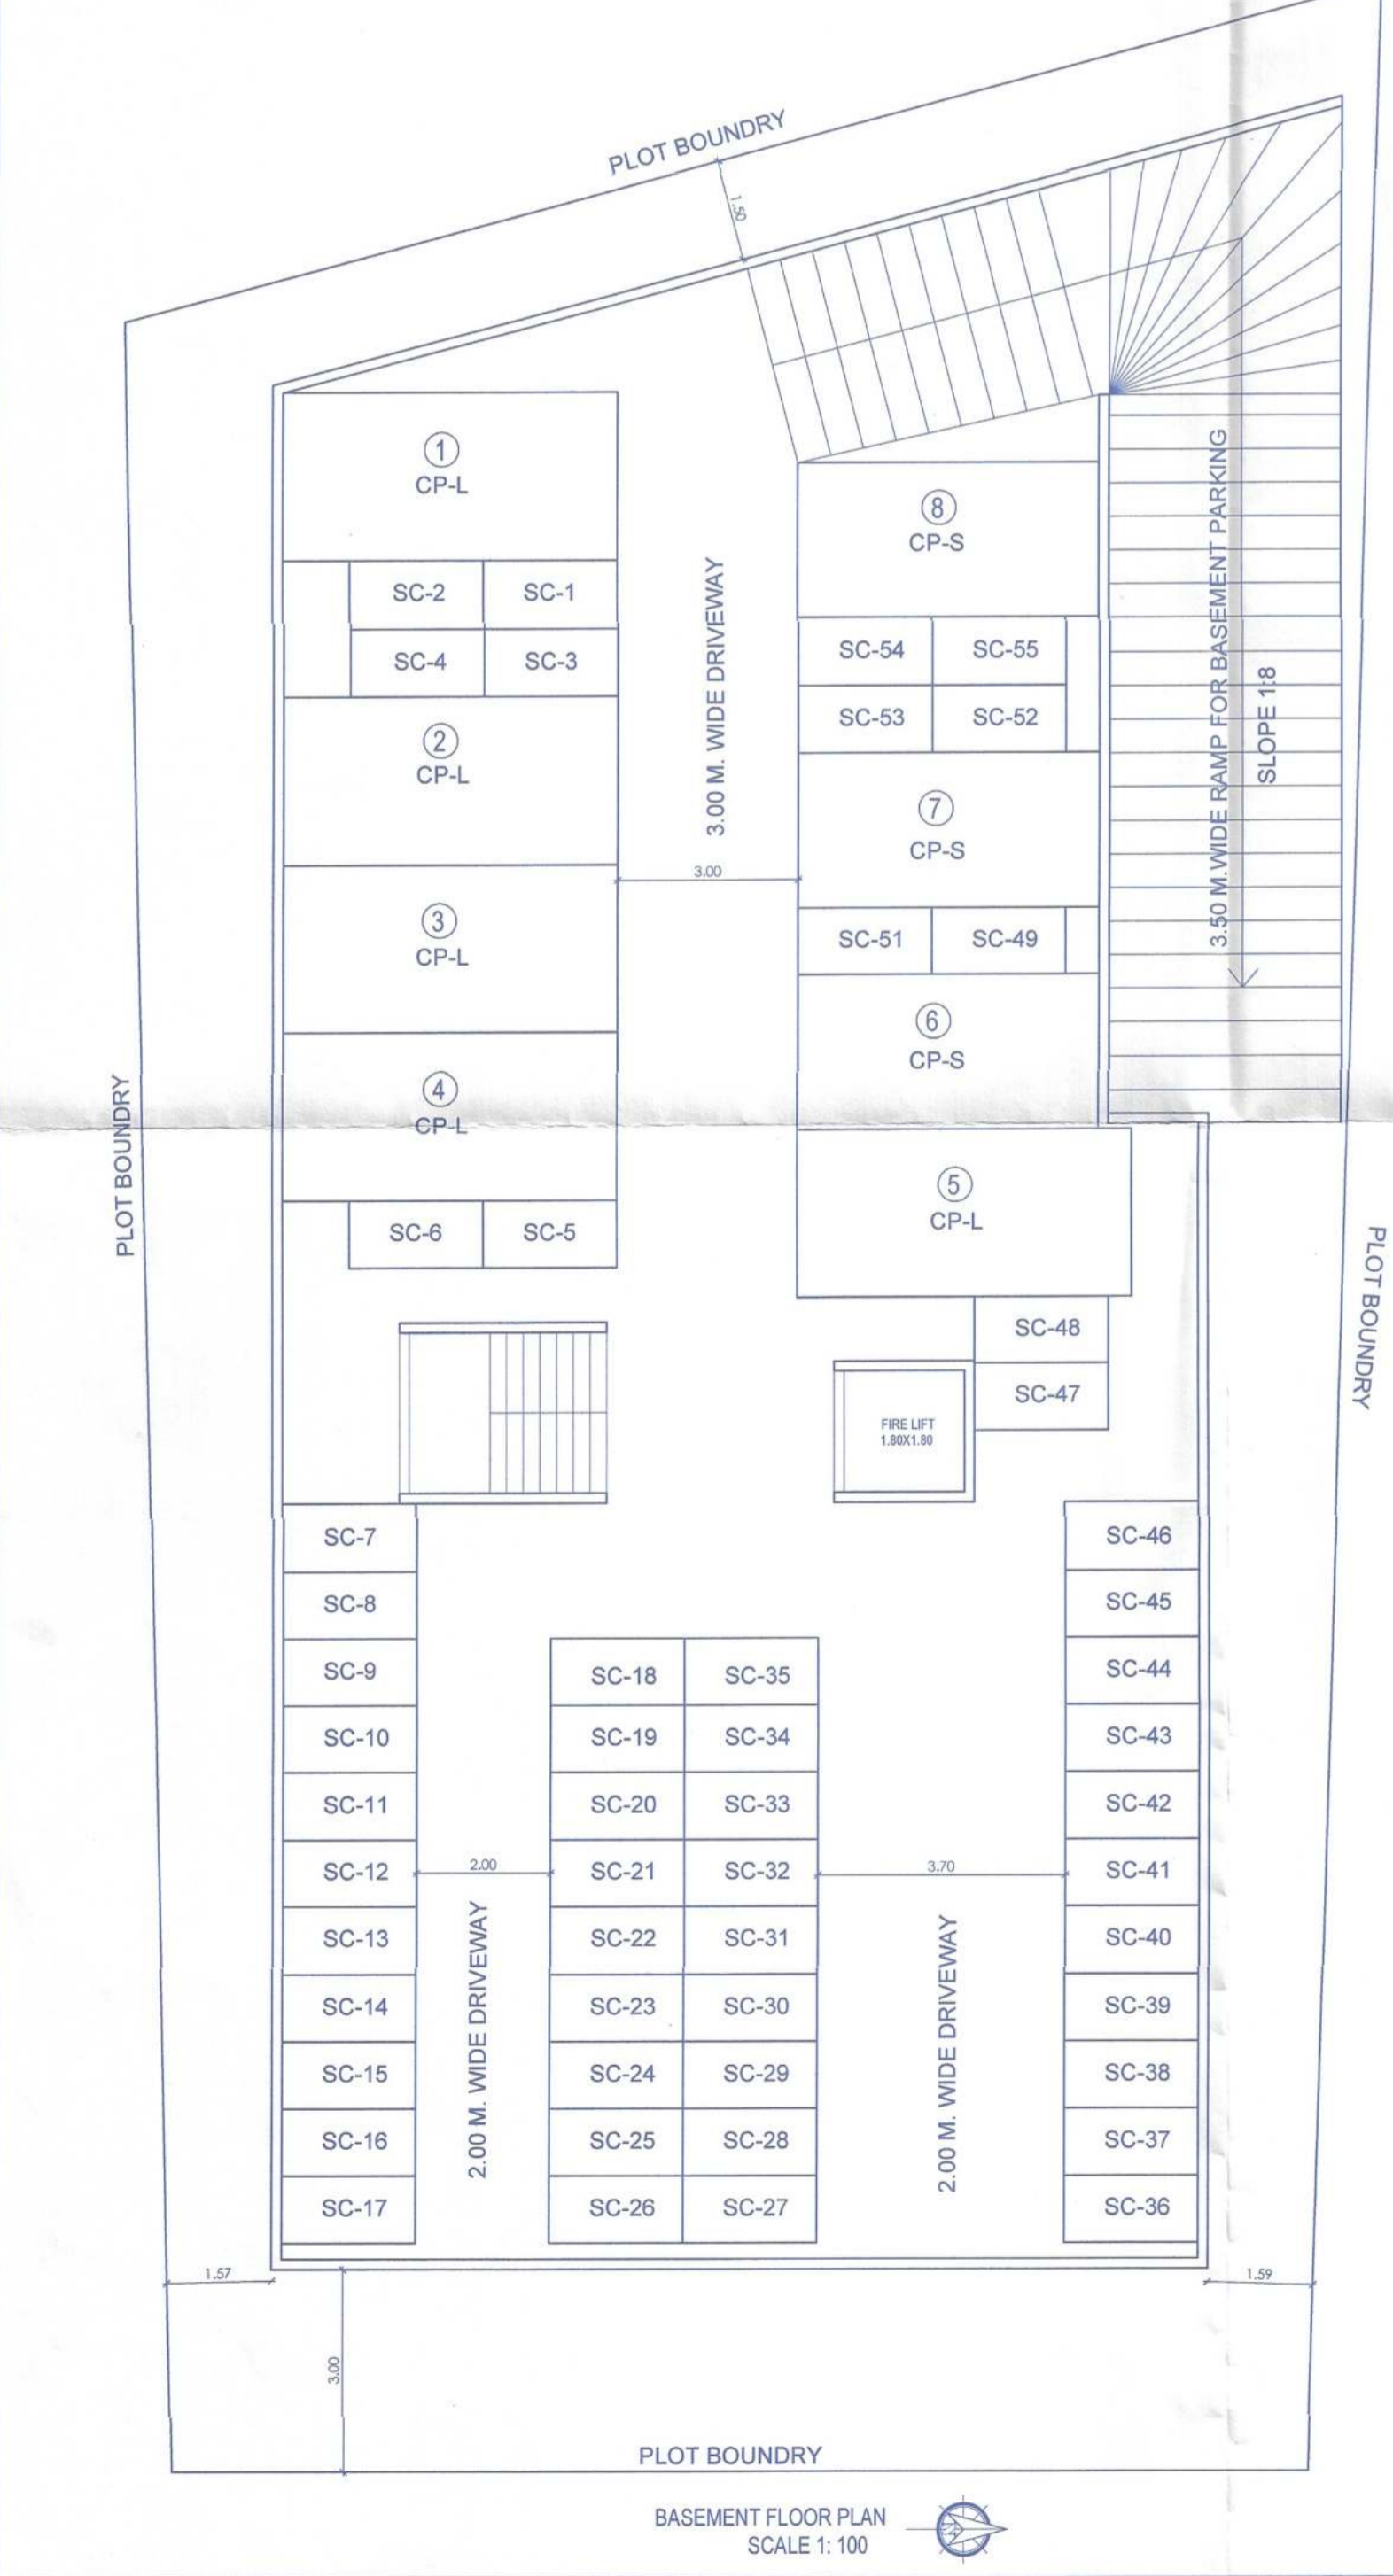 PLOT BOUNDRY
1.50
1
CP-L
8
CP-S
SC-2 SC-1
SC-4 SC-3
SC-54 SC-55
SC-53 SC-52
3.00 M. WIDE DRIVEWAY
3.50 M.WIDE RAMP FOR BASEMENT PARKING
SLOPE 1:8
2
CP-L
7
CP-S
3.00
3
CP-L
SC-51 SC-49
6
CP-S
4
CP-L
PLOT BOUNDRY
5
CP-L
SC-6 SC-5
PLOT BOUNDRY
SC-48
SC-47
FIRE LIFT
1.80X1.80
SC-7
SC-46
SC-8
SC-45
SC-9
SC-18 SC-35
SC-44
SC-10
SC-19 SC-34
SC-43
SC-11
SC-20 SC-33
SC-42
SC-12
2.00
SC-21 SC-32
3.70
SC-41
SC-13
SC-22 SC-31
SC-40
2.00 M. WIDE DRIVEWAY
2.00 M. WIDE DRIVEWAY
SC-14
SC-23 SC-30
SC-39
SC-15
SC-24 SC-29
SC-38
SC-16
SC-25 SC-28
SC-37
SC-17
SC-26 SC-27
SC-36
1.57
1.59
3.00
PLOT BOUNDRY
BASEMENT FLOOR PLAN
SCALE 1: 100